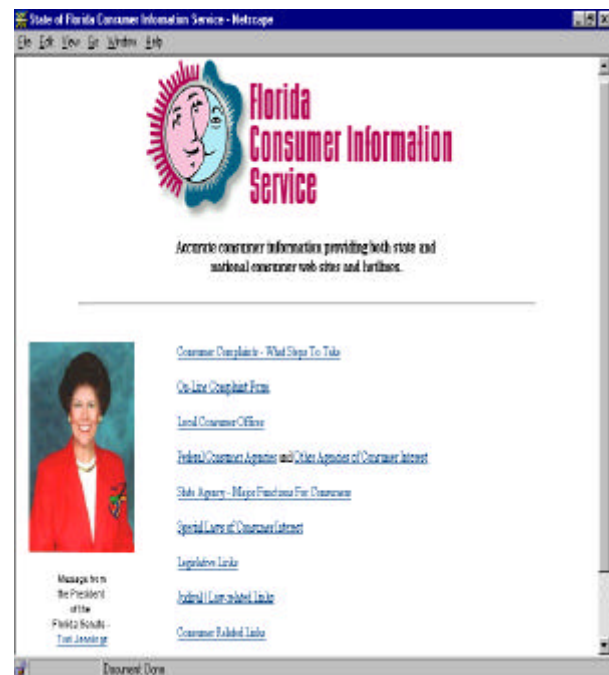 State of Florida Consumer Information Service - Netscape
File Edit View Go Window Help
Florida
Consumer Information
Service
Accurate consumer information providing both state and
national consumer web sites and hotlines.
Consumer Complaints - What Steps To Take
On-Line Complaint Form
Local Consumer Offices
Federal Consumer Agencies and Other Agencies of Consumer Interest
State Agency - Major Functions For Consumers
Special Laws of Consumer Interest
Legislative Links
Judicial / Law-related Links
Consumer Related Links
Message from
the President
of the
Florida Senate -
Toni Jennings
Document Done